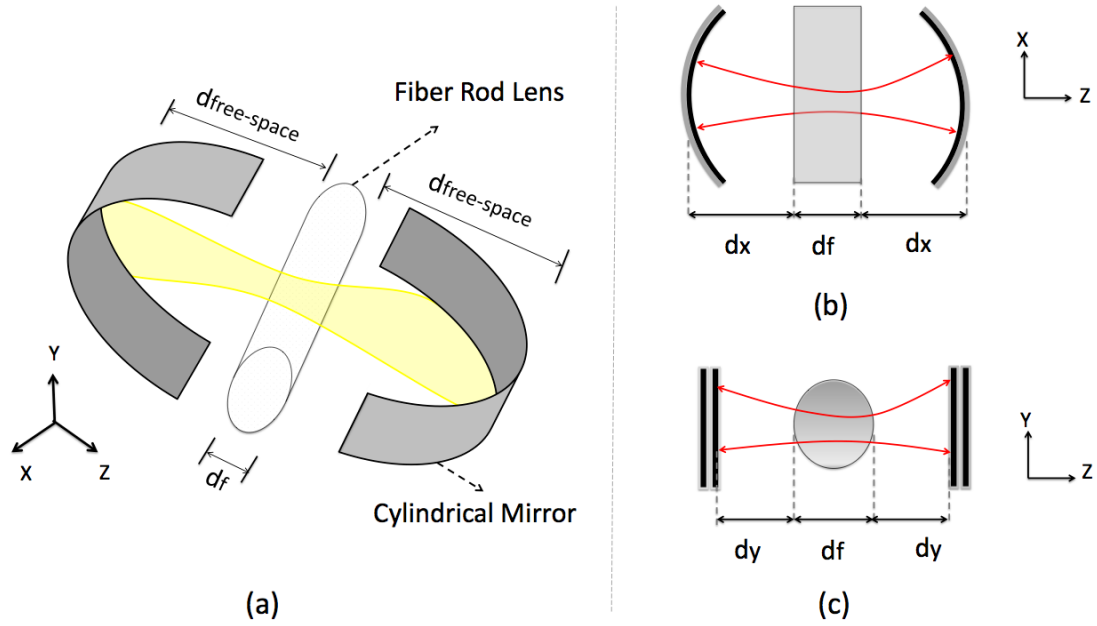 Fiber Rod Lens
dfree-space
dfree-space
Y
X
Z
df
Cylindrical Mirror
(a)
X
Z
dx
df
dx
(b)
Y
Z
dy
df
dy
(c)